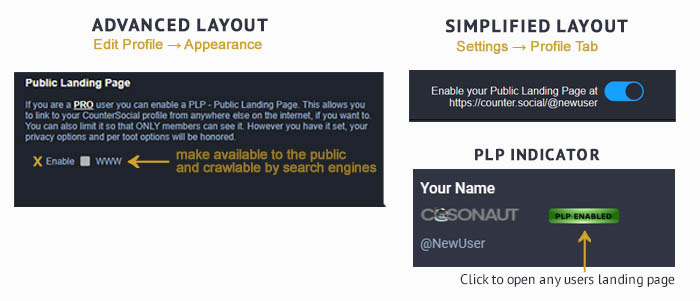 ADVANCED LAYOUT
Edit Profile → Appearance
Public Landing Page
If you are a PRO user you can enable a PLP - Public Landing Page. This allows
you to link to your CounterSocial profile from anywhere else on the internet, if you want to.
You can also limit it so that ONLY members can see it. However you have it set, your
privacy options and per toot options will be honored.
X Enable WWW
make available to the public
and crawlable by search engines
SIMPLIFIED LAYOUT
Settings → Profile Tab
Enable your Public Landing Page at
https://counter.social/@newuser
PLP INDICATOR
Your Name
COSONAUT PLP ENABLED
@NewUser
Click to open any users landing page